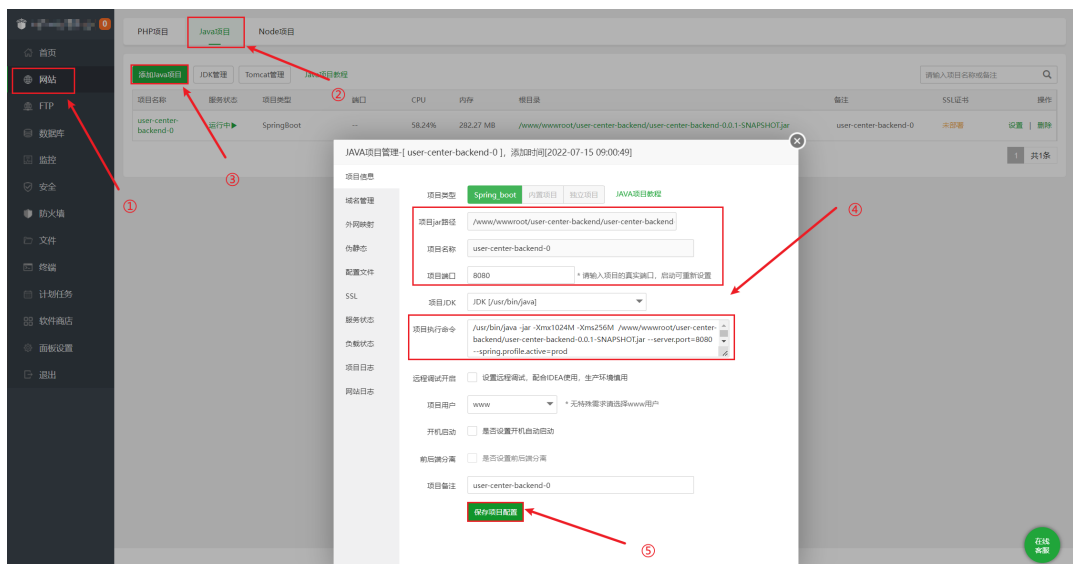 0
首页
网站
FTP
数据库
监控
安全
防火墙
文件
终端
计划任务
软件商店
面板设置
退出
PHP项目 Java项目 Node项目
添加Java项目 JDK管理 Tomcat管理 Java项目教程 请输入项目名称或备注
项目名称 服务状态 项目类型 端口 CPU 内存 根目录 备注 SSL证书 操作
user-center-backend-0 运行中 SpringBoot -- 58.24% 282.27 MB /www/wwwroot/user-center-backend/user-center-backend-0.0.1-SNAPSHOT.jar user-center-backend-0 未部署 设置 | 删除
1 共1条
① ② ③ ④ ⑤
JAVA项目管理-[ user-center-backend-0 ],添加时间[2022-07-15 09:00:49]
项目信息
域名管理
外网映射
伪静态
配置文件
SSL
服务状态
负载状态
项目日志
网站日志
项目类型 Spring_boot 内置项目 独立项目 JAVA项目教程
项目jar路径 /www/wwwroot/user-center-backend/user-center-backend-
项目名称 user-center-backend-0
项目端口 8080 * 请输入项目的真实端口,启动可重新设置
项目JDK JDK [/usr/bin/java]
项目执行命令 /usr/bin/java -jar -Xmx1024M -Xms256M /www/wwwroot/user-center-
backend/user-center-backend-0.0.1-SNAPSHOT.jar --server.port=8080
--spring.profile.active=prod
远程调试开启 设置远程调试、配合IDEA使用,生产环境慎用
项目用户 www * 无特殊需求请选择www用户
开机启动 是否设置开机自动启动
前后端分离 是否设置前后端分离
项目备注 user-center-backend-0
保存项目配置
在线
客服